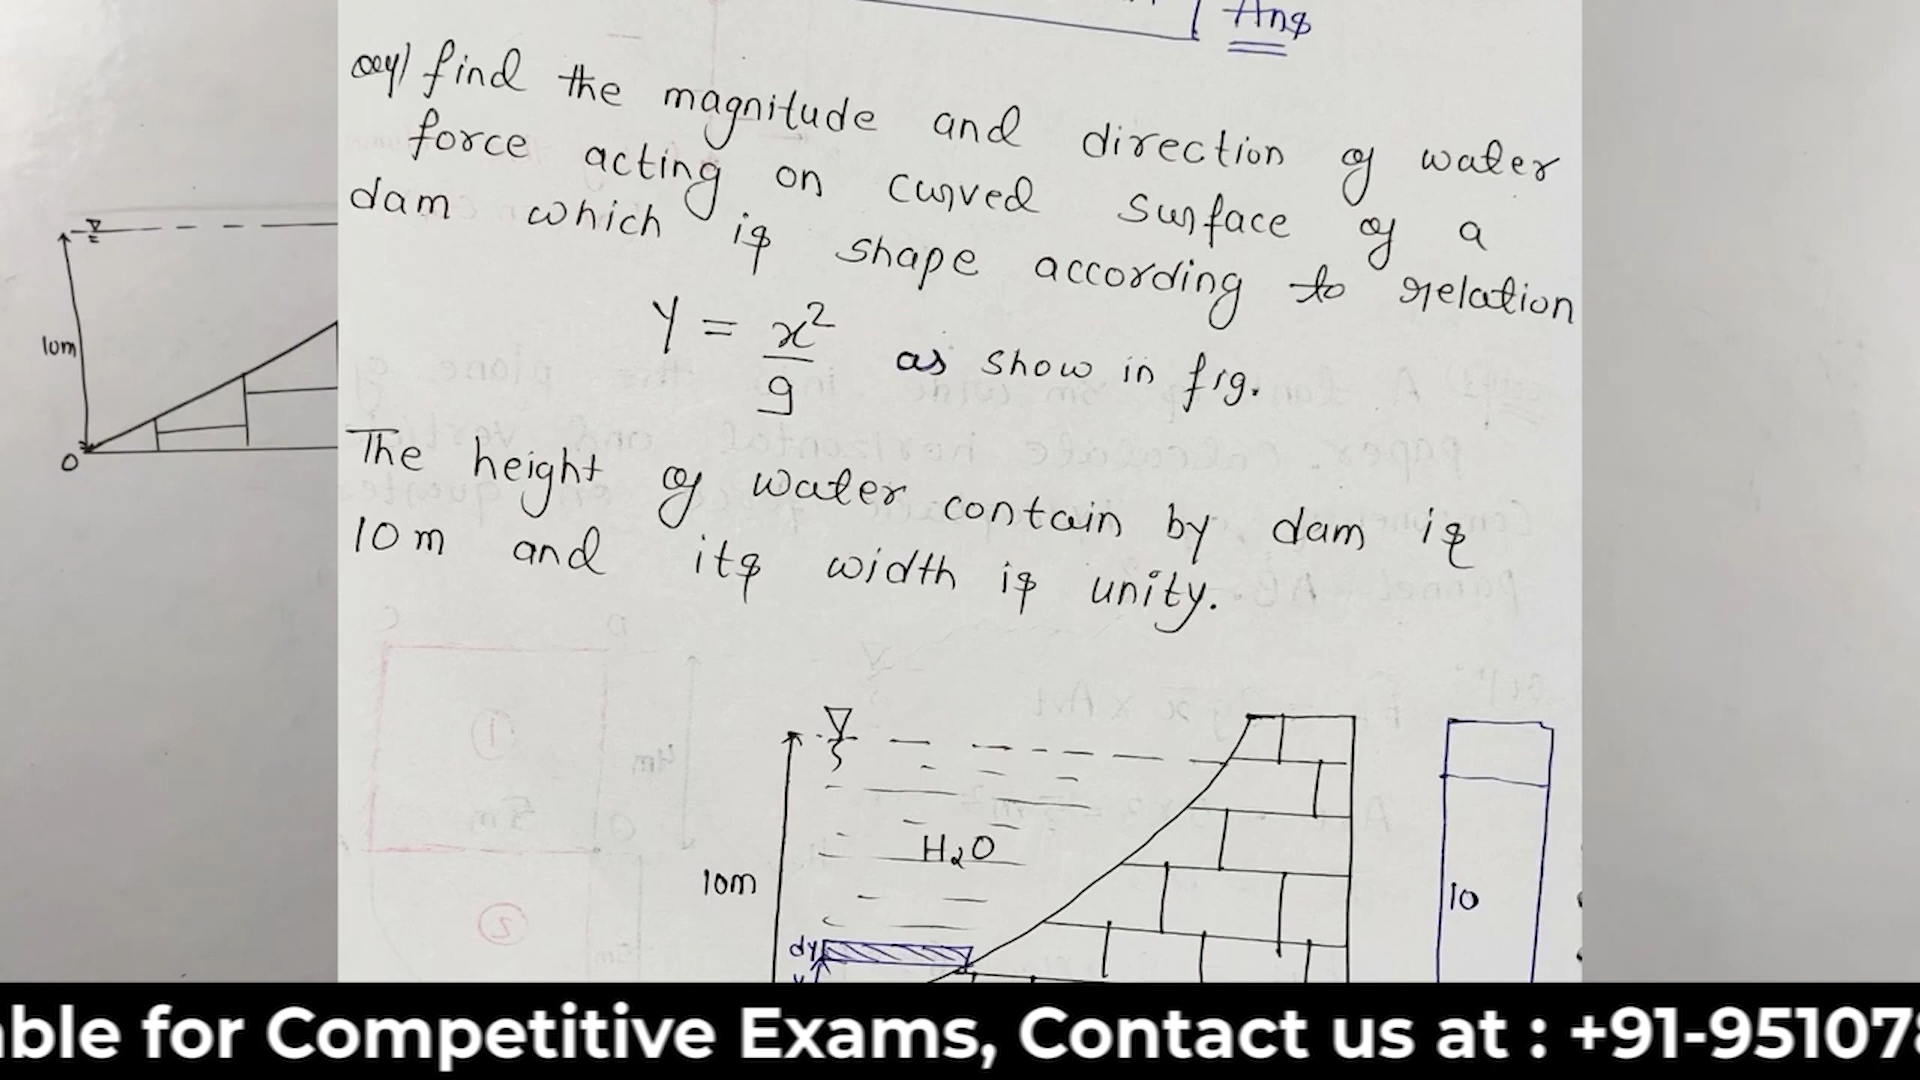 Ans
find the magnitude and direction of water
force acting on curved surface of a
dam which is shape according to relation
Y = x²/9 as show in fig.
The height of water contain by dam is
10m and its width is unity.
10m
O
H₂O
10m
dy
y
10
able for Competitive Exams, Contact us at : +91-951078